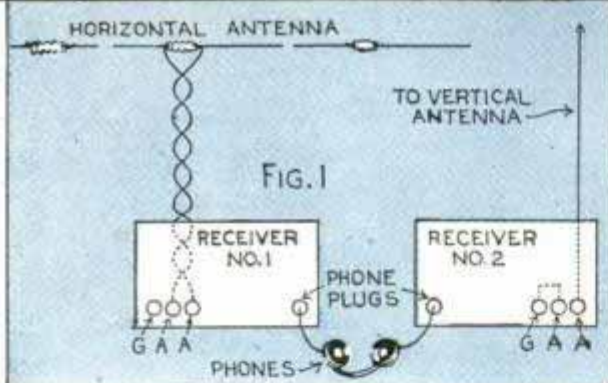 HORIZONTAL ANTENNA
TO VERTICAL
ANTENNA
FIG. 1
RECEIVER
NO. 1
RECEIVER
NO. 2
PHONE
PLUGS
G A A
G A A
PHONES